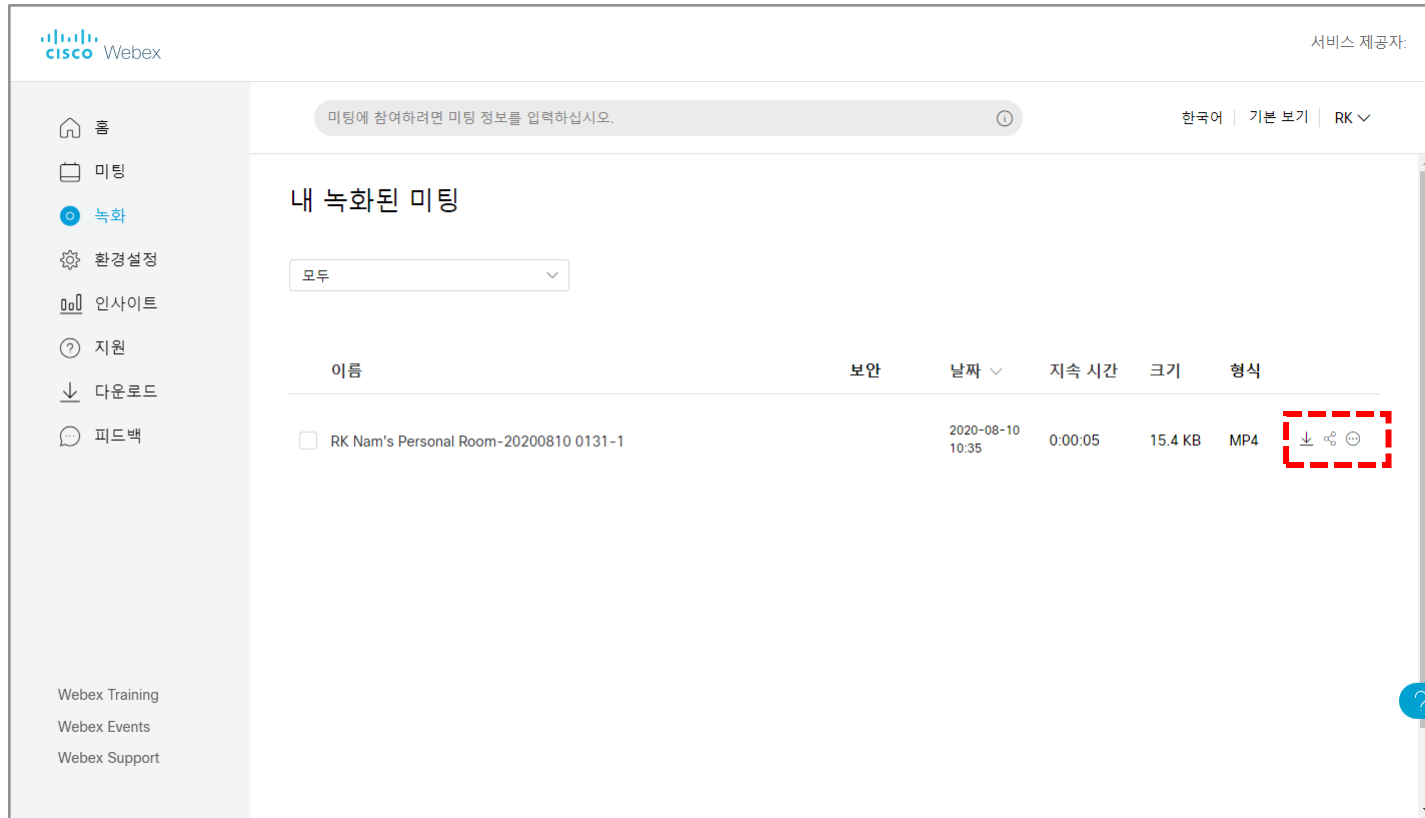 cisco Webex
서비스 제공자:
미팅에 참여하려면 미팅 정보를 입력하십시오.
한국어 기본 보기 RK
홈
미팅
녹화
환경설정
인사이트
지원
다운로드
피드백
Webex Training
Webex Events
Webex Support
내 녹화된 미팅
모두
이름 보안 날짜 지속 시간 크기 형식
RK Nam's Personal Room-20200810 0131-1 2020-08-10 0:00:05 15.4 KB MP4
10:35